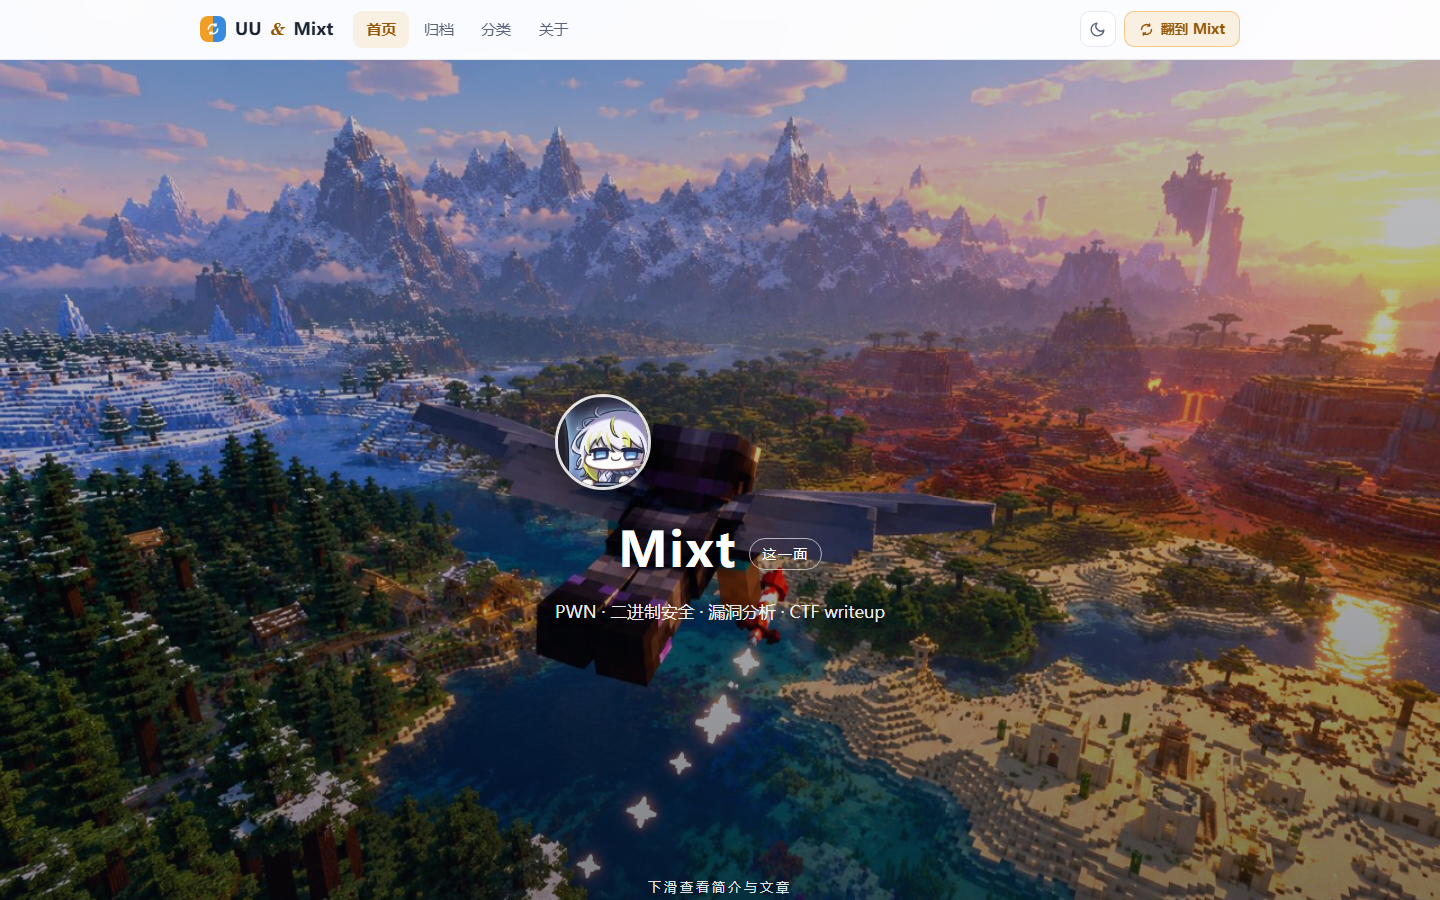 UU & Mixt 首页 归档 分类 关于 翻到 Mixt
Mixt 这一面
PWN · 二进制安全 · 漏洞分析 · CTF writeup
下滑查看简介与文章